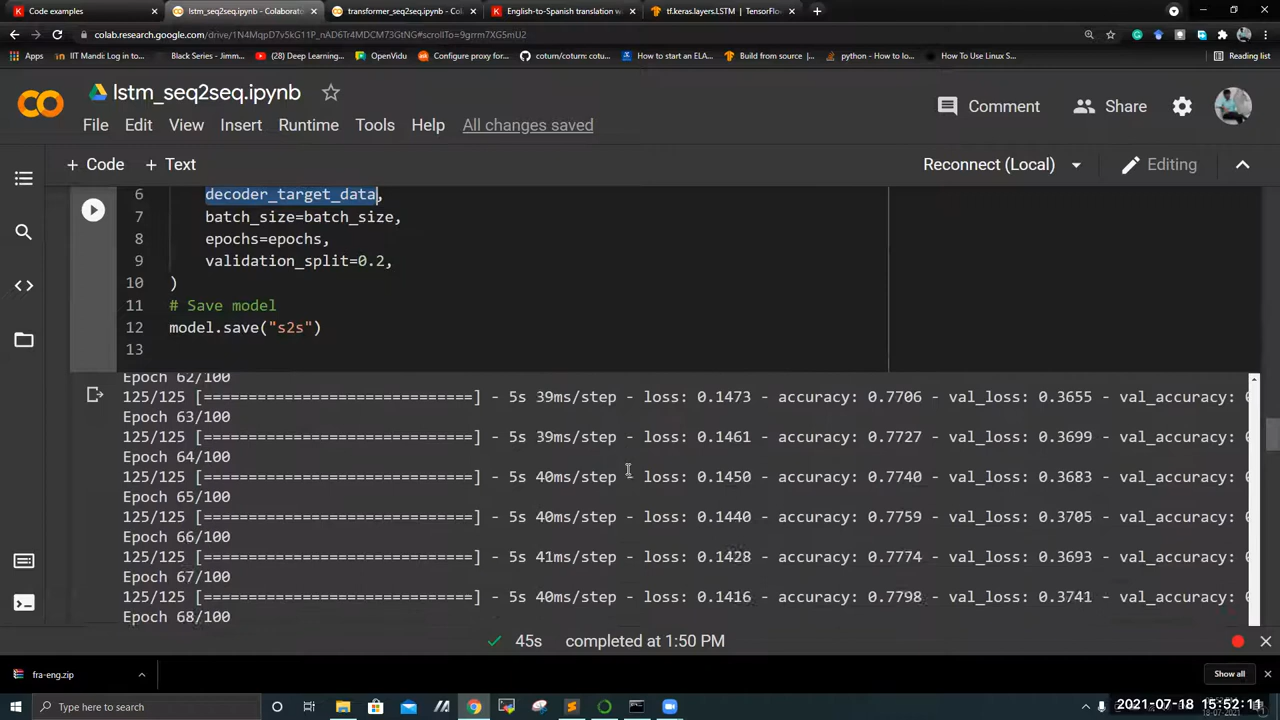 Code examples
lstm_seq2seq.ipynb - Colaborato
transformer_seq2seq.ipynb - Col
English-to-Spanish translation w
tf.keras.layers.LSTM | TensorFlo
colab.research.google.com/drive/1N4MqpD7v5kG11P_nAD6Tr4MDCM73GtNG#scrollTo=9grrm7XG5mU2
Apps
IIT Mandi: Log in to...
Black Series - Jimm...
(28) Deep Learning...
OpenVidu
Configure proxy for...
coturn/coturn: cotu...
How to start an ELA...
Build from source |...
python - How to lo...
How To Use Linux S...
Reading list
lstm_seq2seq.ipynb
Comment
Share
File Edit View Insert Runtime Tools Help All changes saved
+ Code + Text
Reconnect (Local)
Editing
6 decoder_target_data,
7 batch_size=batch_size,
8 epochs=epochs,
9 validation_split=0.2,
10 )
11 # Save model
12 model.save("s2s")
13
Epoch 62/100
125/125 [==============================] - 5s 39ms/step - loss: 0.1473 - accuracy: 0.7706 - val_loss: 0.3655 - val_accuracy: 
Epoch 63/100
125/125 [==============================] - 5s 39ms/step - loss: 0.1461 - accuracy: 0.7727 - val_loss: 0.3699 - val_accuracy: 
Epoch 64/100
125/125 [==============================] - 5s 40ms/step - loss: 0.1450 - accuracy: 0.7740 - val_loss: 0.3683 - val_accuracy: 
Epoch 65/100
125/125 [==============================] - 5s 40ms/step - loss: 0.1440 - accuracy: 0.7759 - val_loss: 0.3705 - val_accuracy: 
Epoch 66/100
125/125 [==============================] - 5s 41ms/step - loss: 0.1428 - accuracy: 0.7774 - val_loss: 0.3693 - val_accuracy: 
Epoch 67/100
125/125 [==============================] - 5s 40ms/step - loss: 0.1416 - accuracy: 0.7798 - val_loss: 0.3741 - val_accuracy: 
Epoch 68/100
45s completed at 1:50 PM
fra-eng.zip
Show all
Type here to search
2021-07-18 15:52:11